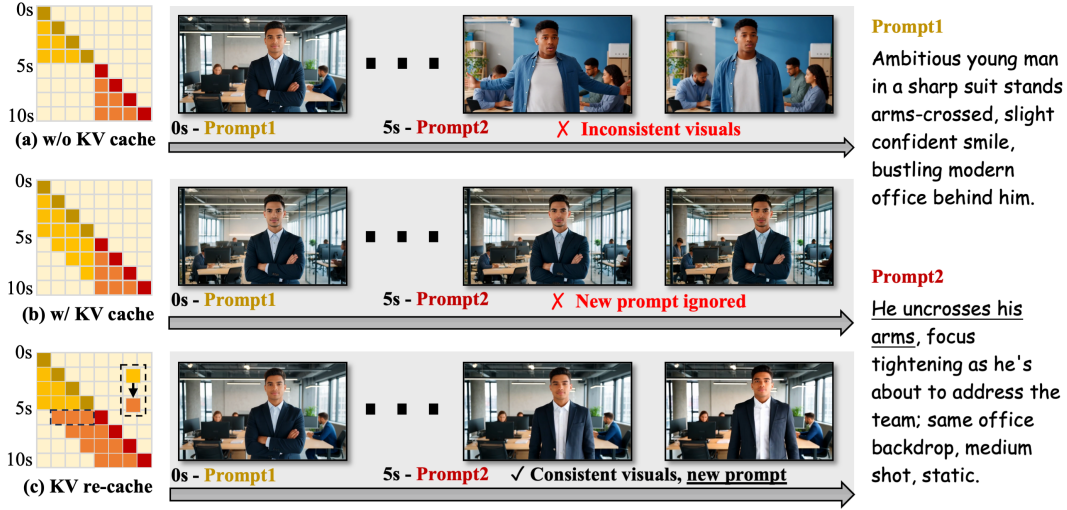 0s
5s
10s
(a) w/o KV cache
0s - Prompt1
5s - Prompt2
✗ Inconsistent visuals
0s
5s
10s
(b) w/ KV cache
0s - Prompt1
5s - Prompt2
✗ New prompt ignored
0s
5s
10s
(c) KV re-cache
0s - Prompt1
5s - Prompt2
✓ Consistent visuals, new prompt
Prompt1
Ambitious young man
in a sharp suit stands
arms-crossed, slight
confident smile,
bustling modern
office behind him.
Prompt2
He uncrosses his
arms, focus
tightening as he's
about to address the
team; same office
backdrop, medium
shot, static.